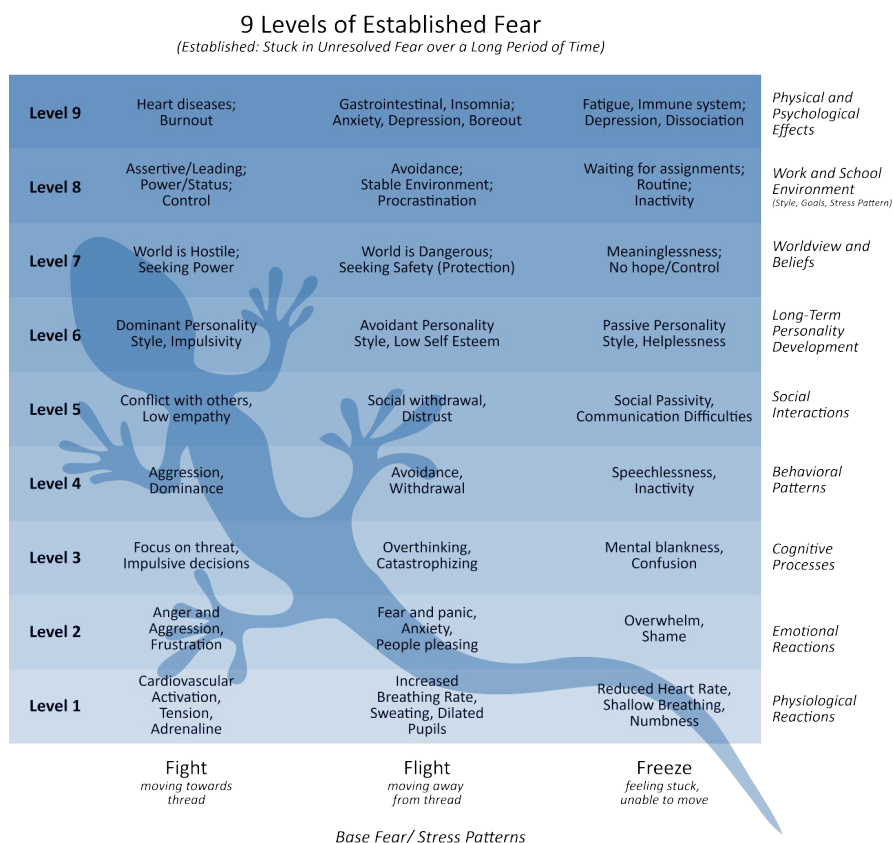 9 Levels of Established Fear
(Established: Stuck in Unresolved Fear over a Long Period of Time)
Level 9
Heart diseases;
Burnout
Gastrointestinal, Insomnia;
Anxiety, Depression, Boreout
Fatigue, Immune system;
Depression, Dissociation
Physical and
Psychological
Effects
Level 8
Assertive/Leading;
Power/Status;
Control
Avoidance;
Stable Environment;
Procrastination
Waiting for assignments;
Routine;
Inactivity
Work and School
Environment
(Style, Goals, Stress Pattern)
Level 7
World is Hostile;
Seeking Power
World is Dangerous;
Seeking Safety (Protection)
Meaninglessness;
No hope/Control
Worldview and
Beliefs
Level 6
Dominant Personality
Style, Impulsivity
Avoidant Personality
Style, Low Self Esteem
Passive Personality
Style, Helplessness
Long-Term
Personality
Development
Level 5
Conflict with others,
Low empathy
Social withdrawal,
Distrust
Social Passivity,
Communication Difficulties
Social
Interactions
Level 4
Aggression,
Dominance
Avoidance,
Withdrawal
Speechlessness,
Inactivity
Behavioral
Patterns
Level 3
Focus on threat,
Impulsive decisions
Overthinking,
Catastrophizing
Mental blankness,
Confusion
Cognitive
Processes
Level 2
Anger and
Aggression,
Frustration
Fear and panic,
Anxiety,
People pleasing
Overwhelm,
Shame
Emotional
Reactions
Level 1
Cardiovascular
Activation,
Tension,
Adrenaline
Increased
Breathing Rate,
Sweating, Dilated
Pupils
Reduced Heart Rate,
Shallow Breathing,
Numbness
Physiological
Reactions
Fight
moving towards
thread
Flight
moving away
from thread
Freeze
feeling stuck,
unable to move
Base Fear/ Stress Patterns